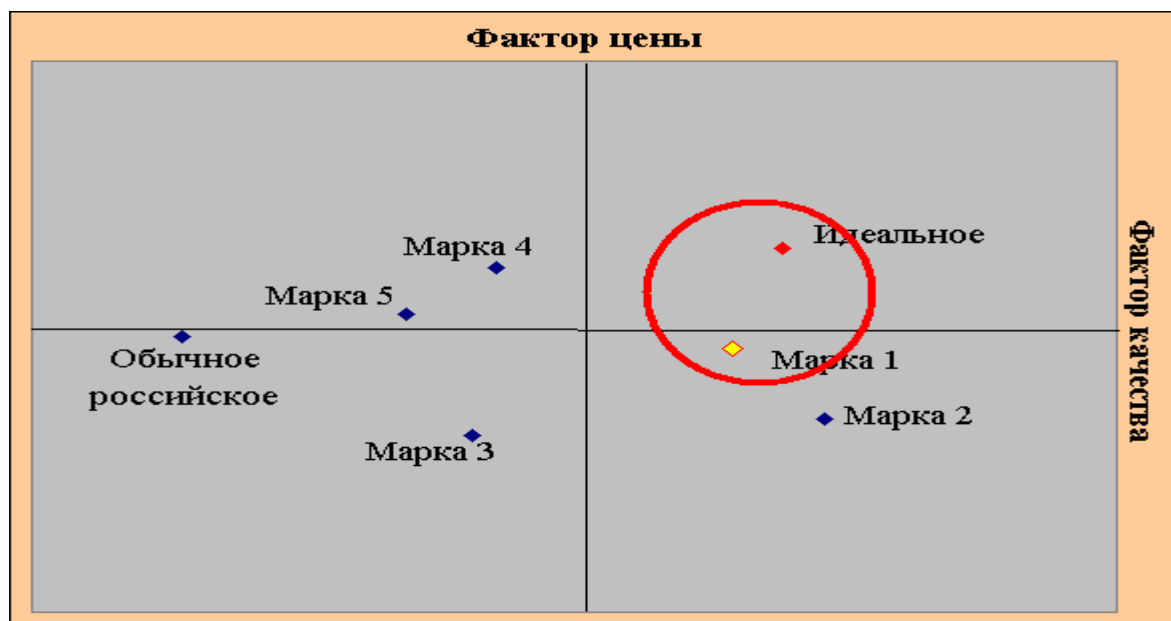 Фактор цены
Идеальное
Марка 4
Марка 5
Обычное
российское
Марка 1
Марка 2
Марка 3
Фактор качества